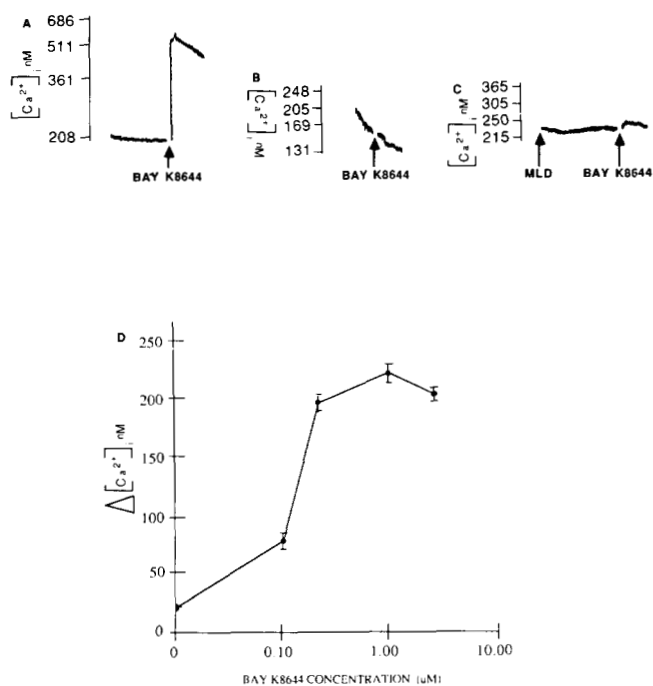 A
686
511
361
208
[Ca²⁺]i nM
BAY K8644
B
248
205
169
131
[Ca²⁺]i nM
BAY K8644
C
365
305
250
215
[Ca²⁺]i nM
MLD
BAY K8644
D
250
200
150
100
50
0
Δ[Ca²⁺]i nM
0
0.10
1.00
10.00
BAY K8644 CONCENTRATION (uM)